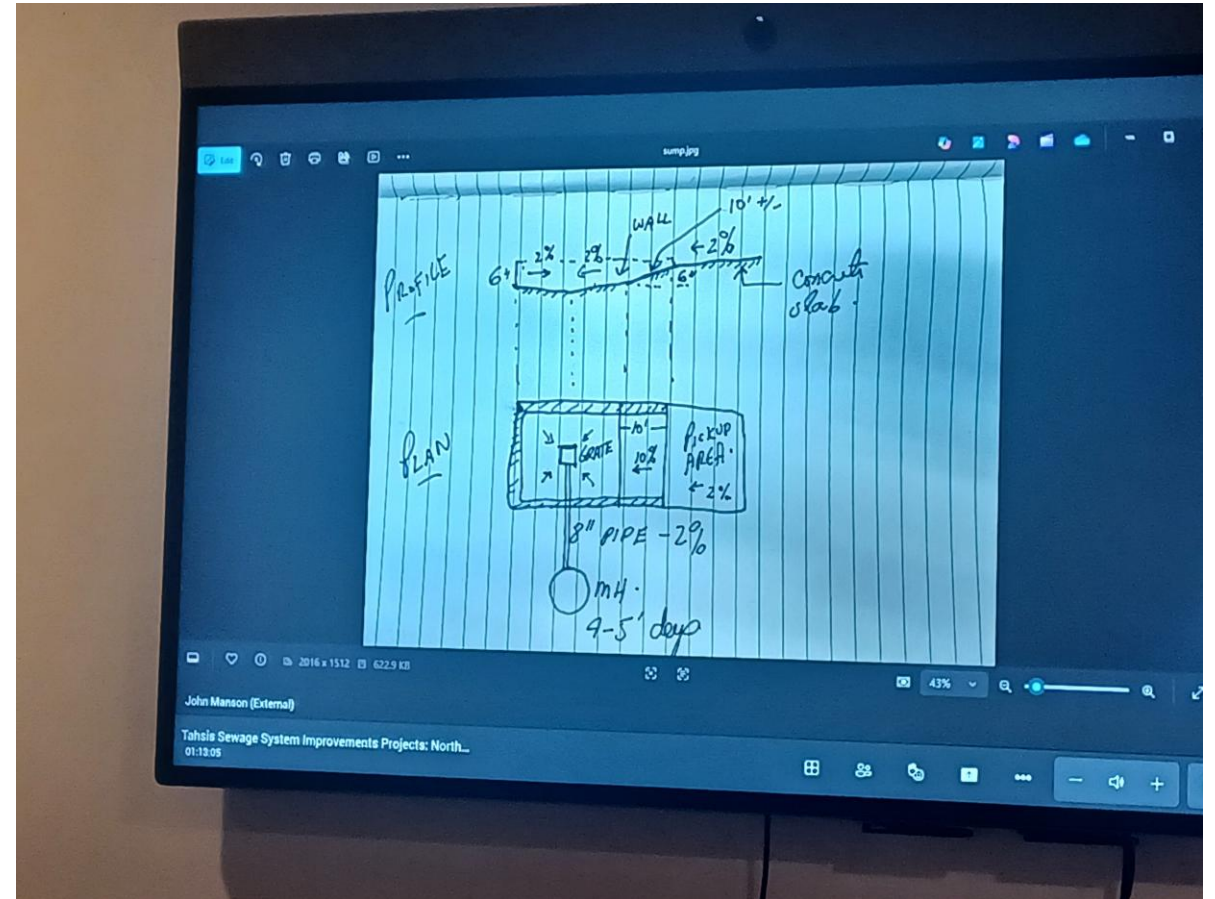 Edit
sump.jpg
10' +/-
WALL
2% 2% ←2%
PROFILE
6" 6"
Concrete
slab.
10'
PICKUP
AREA.
GRATE 10%
PLAN
←2%
8" PIPE -2%
MH.
4-5' deep
2016 x 1512 622.9 KB
43%
John Manson (External)
Tahsis Sewage System Improvements Projects: North...
01:13:05